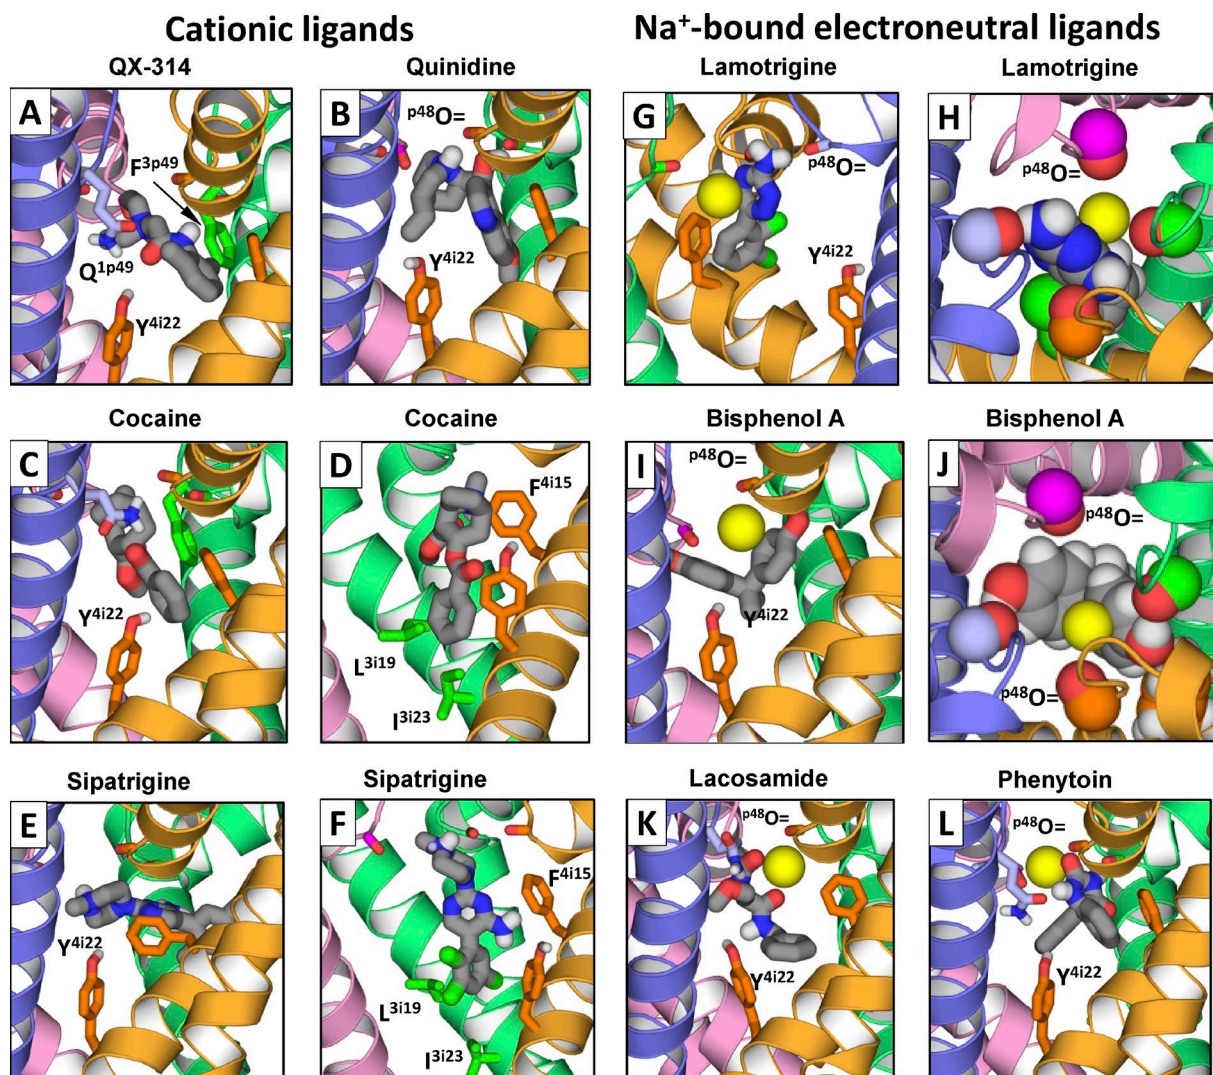 Cationic ligands
Na⁺-bound electroneutral ligands
QX-314
Quinidine
Lamotrigine
Lamotrigine
A
F³ᵖ⁴⁹
Q¹ᵖ⁴⁹
Y⁴ⁱ²²
B
ᵖ⁴⁸O=
Y⁴ⁱ²²
G
ᵖ⁴⁸O=
Y⁴ⁱ²²
H
ᵖ⁴⁸O=
Cocaine
Cocaine
Bisphenol A
Bisphenol A
C
Y⁴ⁱ²²
D
F⁴ⁱ¹⁵
L³ⁱ¹⁹
I³ⁱ²³
I
ᵖ⁴⁸O=
Y⁴ⁱ²²
J
ᵖ⁴⁸O=
ᵖ⁴⁸O=
Sipatrigine
Sipatrigine
Lacosamide
Phenytoin
E
Y⁴ⁱ²²
F
F⁴ⁱ¹⁵
L³ⁱ¹⁹
I³ⁱ²³
K
ᵖ⁴⁸O=
Y⁴ⁱ²²
L
ᵖ⁴⁸O=
Y⁴ⁱ²²